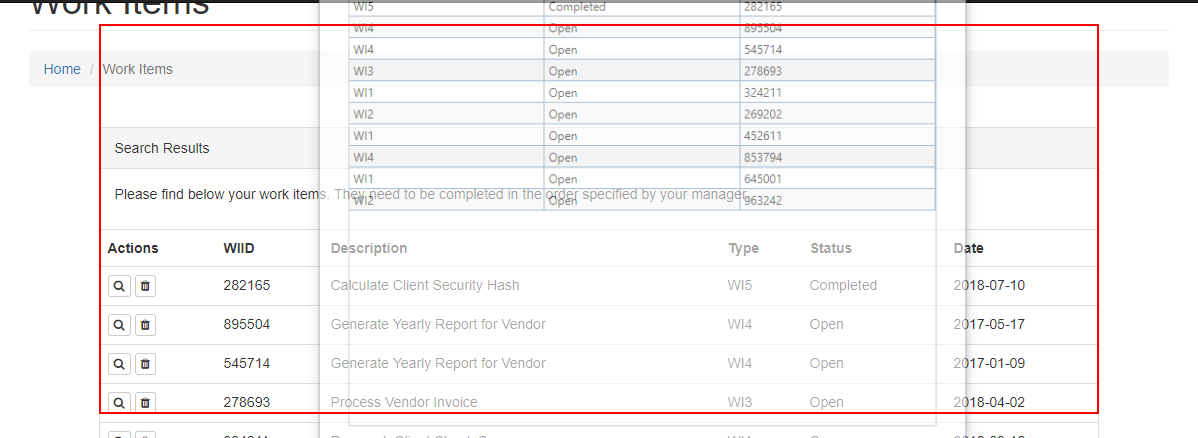 Work Items
WI5 Completed 282165
WI4 Open 895504
WI4 Open 545714
Home / Work Items
WI3 Open 278693
WI1 Open 324211
WI2 Open 269202
WI1 Open 452611
Search Results
WI4 Open 853794
WI1 Open 645001
Please find below your work items. They need to be completed in the order specified by your manager.
WI2 Open 963242
Actions WIID Description Type Status Date
282165 Calculate Client Security Hash WI5 Completed 2018-07-10
895504 Generate Yearly Report for Vendor WI4 Open 2017-05-17
545714 Generate Yearly Report for Vendor WI4 Open 2017-01-09
278693 Process Vendor Invoice WI3 Open 2018-04-02